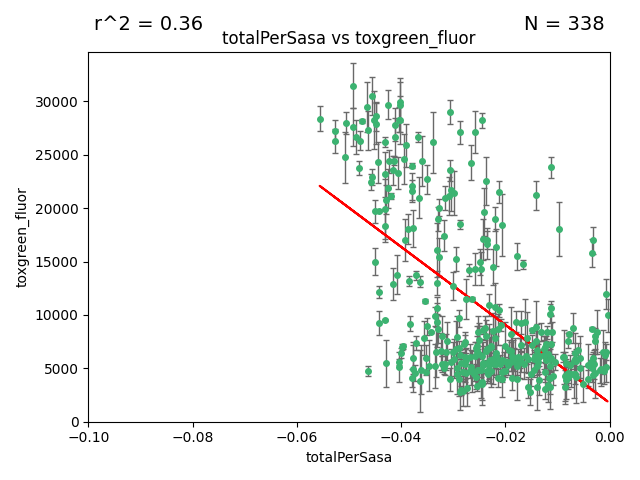 r^2 = 0.36
N = 338
totalPerSasa vs toxgreen_fluor
toxgreen_fluor
30000
25000
20000
15000
10000
5000
0
−0.10
−0.08
−0.06
−0.04
−0.02
0.00
totalPerSasa